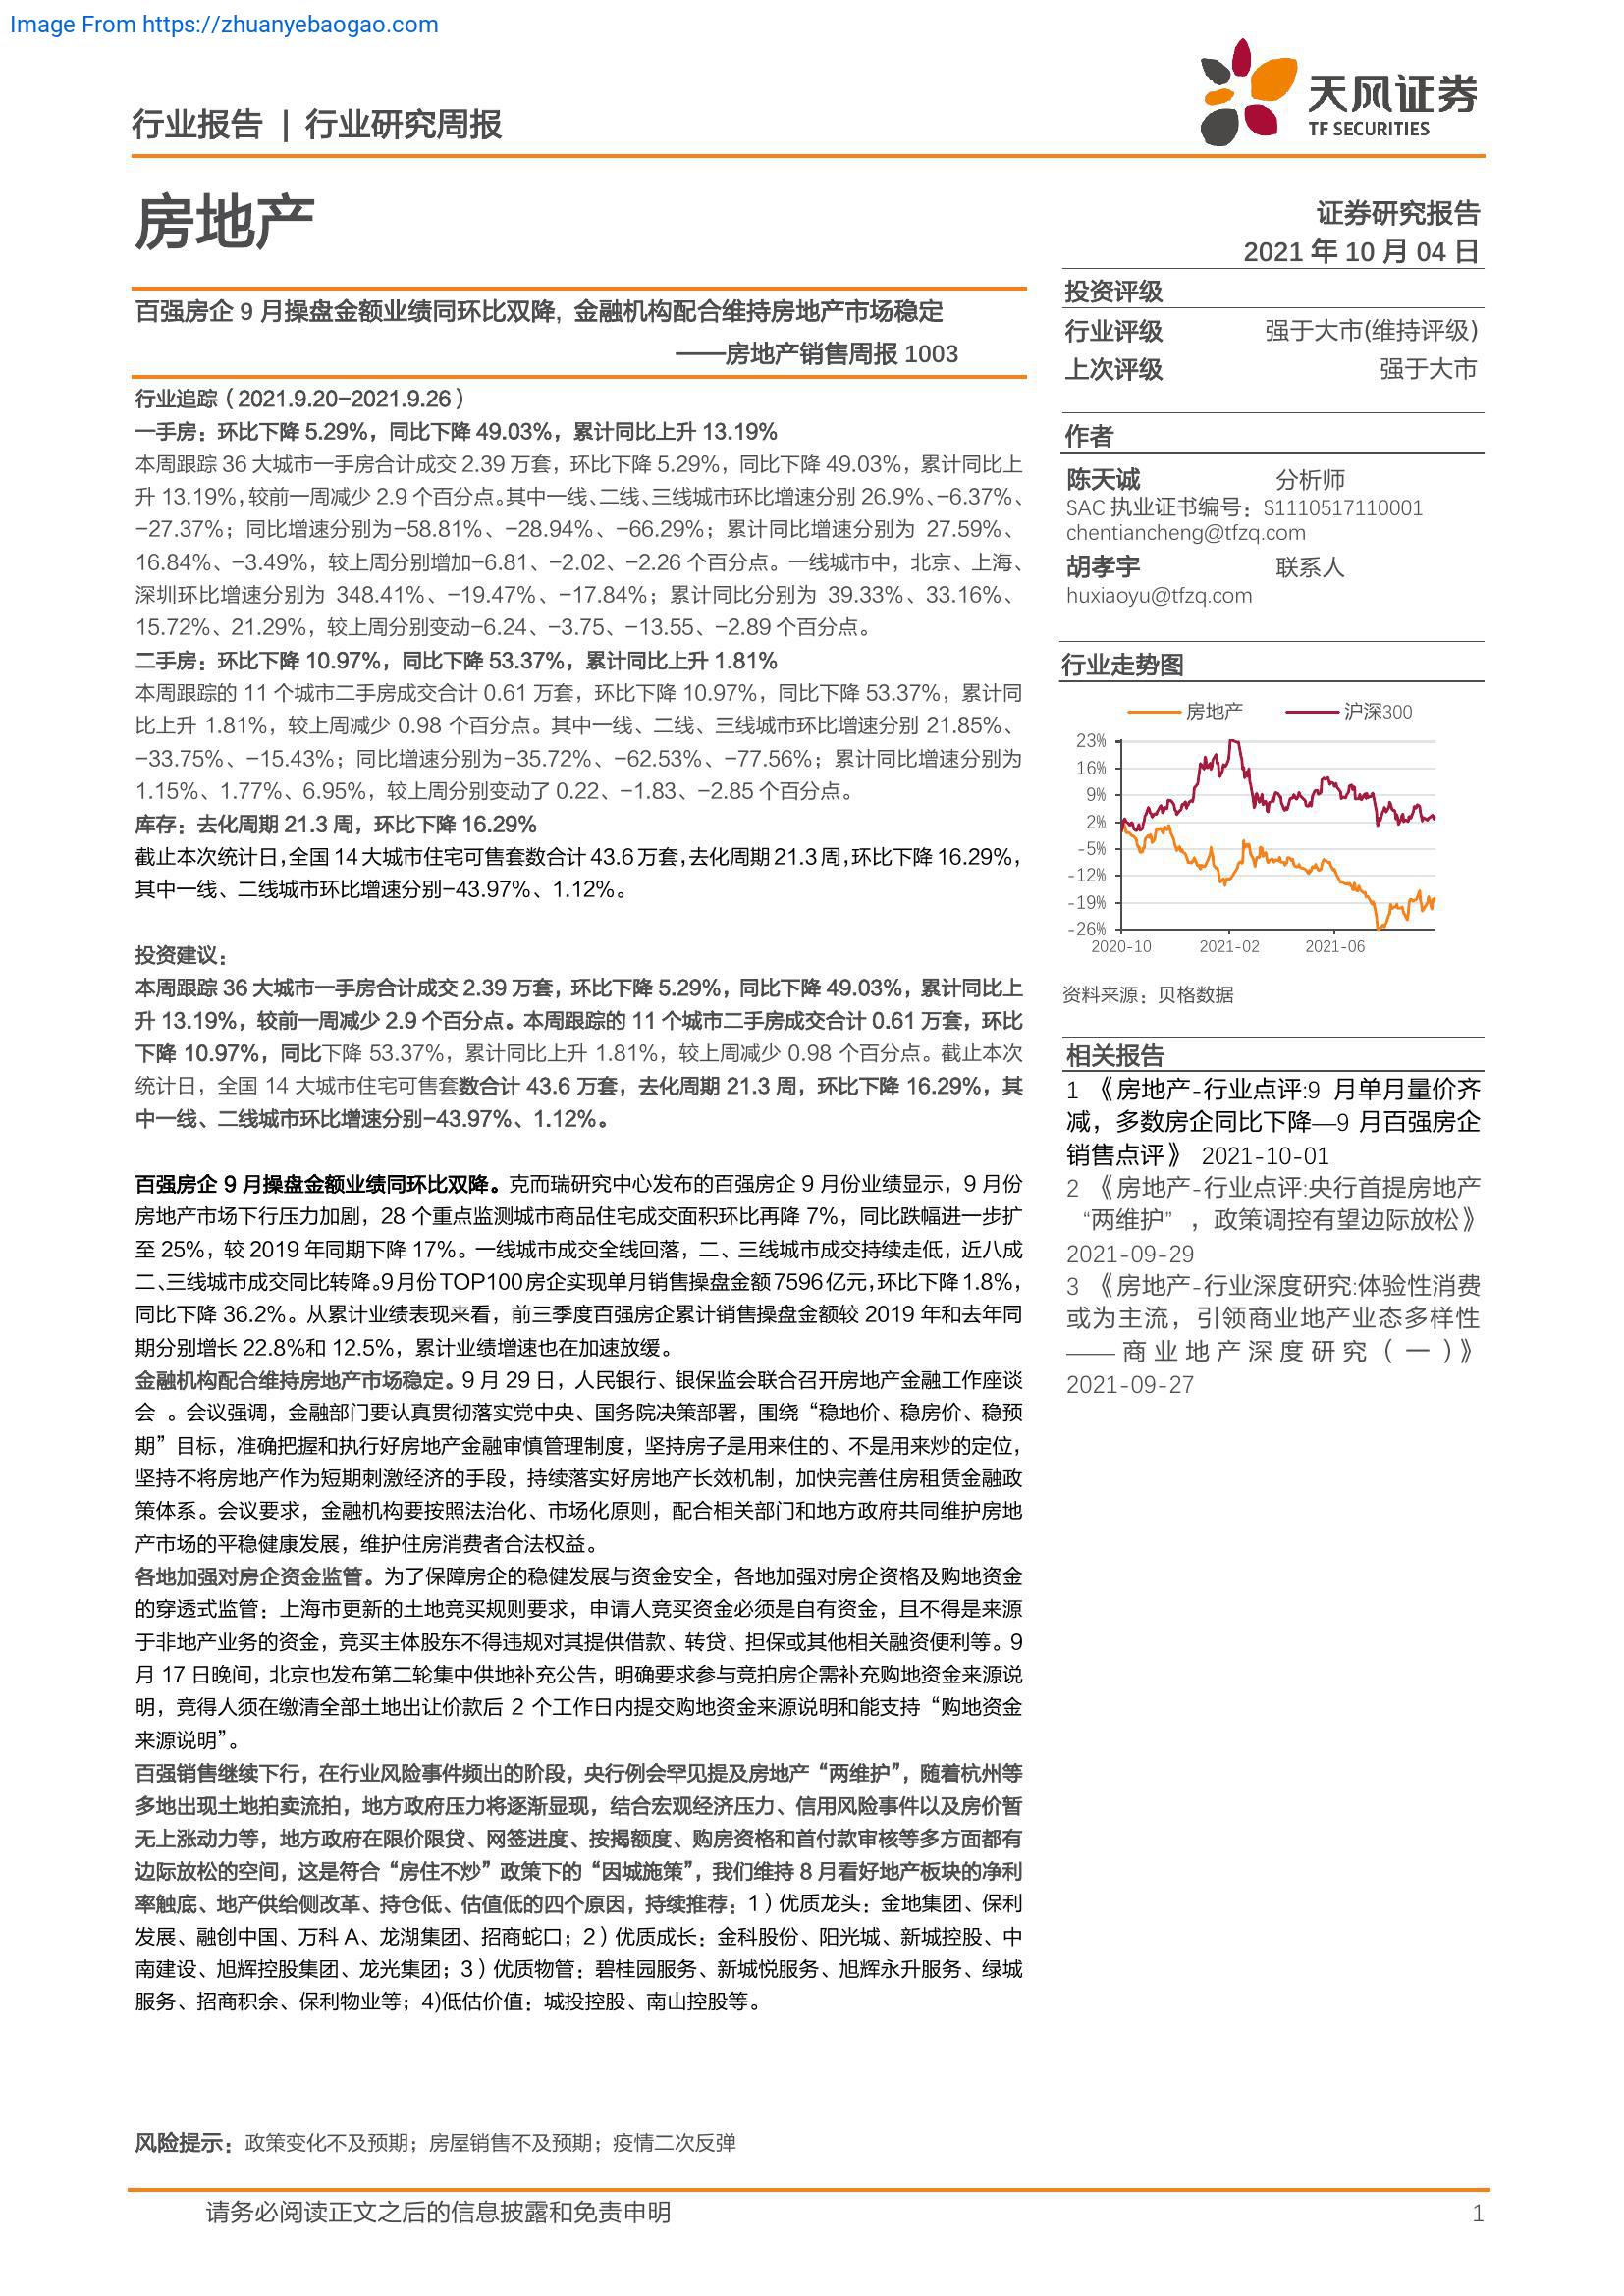 Image From https://zhuanyebaogao.com
行业报告 | 行业研究周报
天风证券
TF SECURITIES
房地产
证券研究报告
2021 年 10 月 04 日
百强房企 9 月操盘金额业绩同环比双降, 金融机构配合维持房地产市场稳定
——房地产销售周报 1003
行业追踪（2021.9.20-2021.9.26）
一手房：环比下降 5.29%，同比下降 49.03%，累计同比上升 13.19%
本周跟踪 36 大城市一手房合计成交 2.39 万套，环比下降 5.29%，同比下降 49.03%，累计同比上
升 13.19%，较前一周减少 2.9 个百分点。其中一线、二线、三线城市环比增速分别 26.9%、-6.37%、
-27.37%；同比增速分别为-58.81%、-28.94%、-66.29%；累计同比增速分别为 27.59%、
16.84%、-3.49%，较上周分别增加-6.81、-2.02、-2.26 个百分点。一线城市中，北京、上海、
深圳环比增速分别为 348.41%、-19.47%、-17.84%；累计同比分别为 39.33%、33.16%、
15.72%、21.29%，较上周分别变动-6.24、-3.75、-13.55、-2.89 个百分点。
二手房：环比下降 10.97%，同比下降 53.37%，累计同比上升 1.81%
本周跟踪的 11 个城市二手房成交合计 0.61 万套，环比下降 10.97%，同比下降 53.37%，累计同
比上升 1.81%，较上周减少 0.98 个百分点。其中一线、二线、三线城市环比增速分别 21.85%、
-33.75%、-15.43%；同比增速分别为-35.72%、-62.53%、-77.56%；累计同比增速分别为
1.15%、1.77%、6.95%，较上周分别变动了 0.22、-1.83、-2.85 个百分点。
库存：去化周期 21.3 周，环比下降 16.29%
截止本次统计日，全国 14 大城市住宅可售套数合计 43.6 万套，去化周期 21.3 周，环比下降 16.29%，
其中一线、二线城市环比增速分别-43.97%、1.12%。
投资建议：
本周跟踪 36 大城市一手房合计成交 2.39 万套，环比下降 5.29%，同比下降 49.03%，累计同比上
升 13.19%，较前一周减少 2.9 个百分点。本周跟踪的 11 个城市二手房成交合计 0.61 万套，环比
下降 10.97%，同比下降 53.37%，累计同比上升 1.81%，较上周减少 0.98 个百分点。截止本次
统计日，全国 14 大城市住宅可售套数合计 43.6 万套，去化周期 21.3 周，环比下降 16.29%，其
中一线、二线城市环比增速分别-43.97%、1.12%。
百强房企 9 月操盘金额业绩同环比双降。克而瑞研究中心发布的百强房企 9 月份业绩显示，9 月份
房地产市场下行压力加剧，28 个重点监测城市商品住宅成交面积环比再降 7%，同比跌幅进一步扩
至 25%，较 2019 年同期下降 17%。一线城市成交全线回落，二、三线城市成交持续走低，近八成
二、三线城市成交同比转降。9 月份 TOP100 房企实现单月销售操盘金额 7596 亿元，环比下降 1.8%，
同比下降 36.2%。从累计业绩表现来看，前三季度百强房企累计销售操盘金额较 2019 年和去年同
期分别增长 22.8%和 12.5%，累计业绩增速也在加速放缓。
金融机构配合维持房地产市场稳定。9 月 29 日，人民银行、银保监会联合召开房地产金融工作座谈
会 。会议强调，金融部门要认真贯彻落实党中央、国务院决策部署，围绕“稳地价、稳房价、稳预
期”目标，准确把握和执行好房地产金融审慎管理制度，坚持房子是用来住的、不是用来炒的定位，
坚持不将房地产作为短期刺激经济的手段，持续落实好房地产长效机制，加快完善住房租赁金融政
策体系。会议要求，金融机构要按照法治化、市场化原则，配合相关部门和地方政府共同维护房地
产市场的平稳健康发展，维护住房消费者合法权益。
各地加强对房企资金监管。为了保障房企的稳健发展与资金安全，各地加强对房企资格及购地资金
的穿透式监管：上海市更新的土地竞买规则要求，申请人竞买资金必须是自有资金，且不得是来源
于非地产业务的资金，竞买主体股东不得违规对其提供借款、转贷、担保或其他相关融资便利等。9
月 17 日晚间，北京也发布第二轮集中供地补充公告，明确要求参与竞拍房企需补充购地资金来源说
明，竞得人须在缴清全部土地出让价款后 2 个工作日内提交购地资金来源说明和能支持“购地资金
来源说明”。
百强销售继续下行，在行业风险事件频出的阶段，央行例会罕见提及房地产“两维护”，随着杭州等
多地出现土地拍卖流拍，地方政府压力将逐渐显现，结合宏观经济压力、信用风险事件以及房价暂
无上涨动力等，地方政府在限价限贷、网签进度、按揭额度、购房资格和首付款审核等多方面都有
边际放松的空间，这是符合“房住不炒”政策下的“因城施策”，我们维持 8 月看好地产板块的净利
率触底、地产供给侧改革、持仓低、估值低的四个原因，持续推荐：1）优质龙头：金地集团、保利
发展、融创中国、万科 A、龙湖集团、招商蛇口；2）优质成长：金科股份、阳光城、新城控股、中
南建设、旭辉控股集团、龙光集团；3）优质物管：碧桂园服务、新城悦服务、旭辉永升服务、绿城
服务、招商积余、保利物业等；4)低估价值：城投控股、南山控股等。
风险提示：政策变化不及预期；房屋销售不及预期；疫情二次反弹
投资评级
行业评级 强于大市(维持评级)
上次评级 强于大市
作者
陈天诚 分析师
SAC 执业证书编号：S1110517110001
chentiancheng@tfzq.com
胡孝宇 联系人
huxiaoyu@tfzq.com
行业走势图
房地产 沪深300
23%
16%
9%
2%
-5%
-12%
-19%
-26%
2020-10 2021-02 2021-06
资料来源：贝格数据
相关报告
1 《房地产-行业点评:9 月单月量价齐
减，多数房企同比下降—9 月百强房企
销售点评》 2021-10-01
2 《房地产-行业点评:央行首提房地产
“两维护” ，政策调控有望边际放松》
2021-09-29
3 《房地产-行业深度研究:体验性消费
或为主流，引领商业地产业态多样性
——商业地产深度研究（一）》
2021-09-27
请务必阅读正文之后的信息披露和免责申明 1